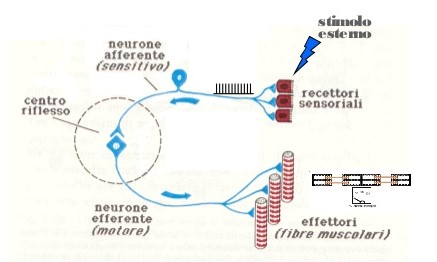 stimolo
esterno
neurone
afferente
(sensitivo)
centro
riflesso
recettori
sensoriali
neurone
efferente
(motore)
effettori
(fibre muscolari)